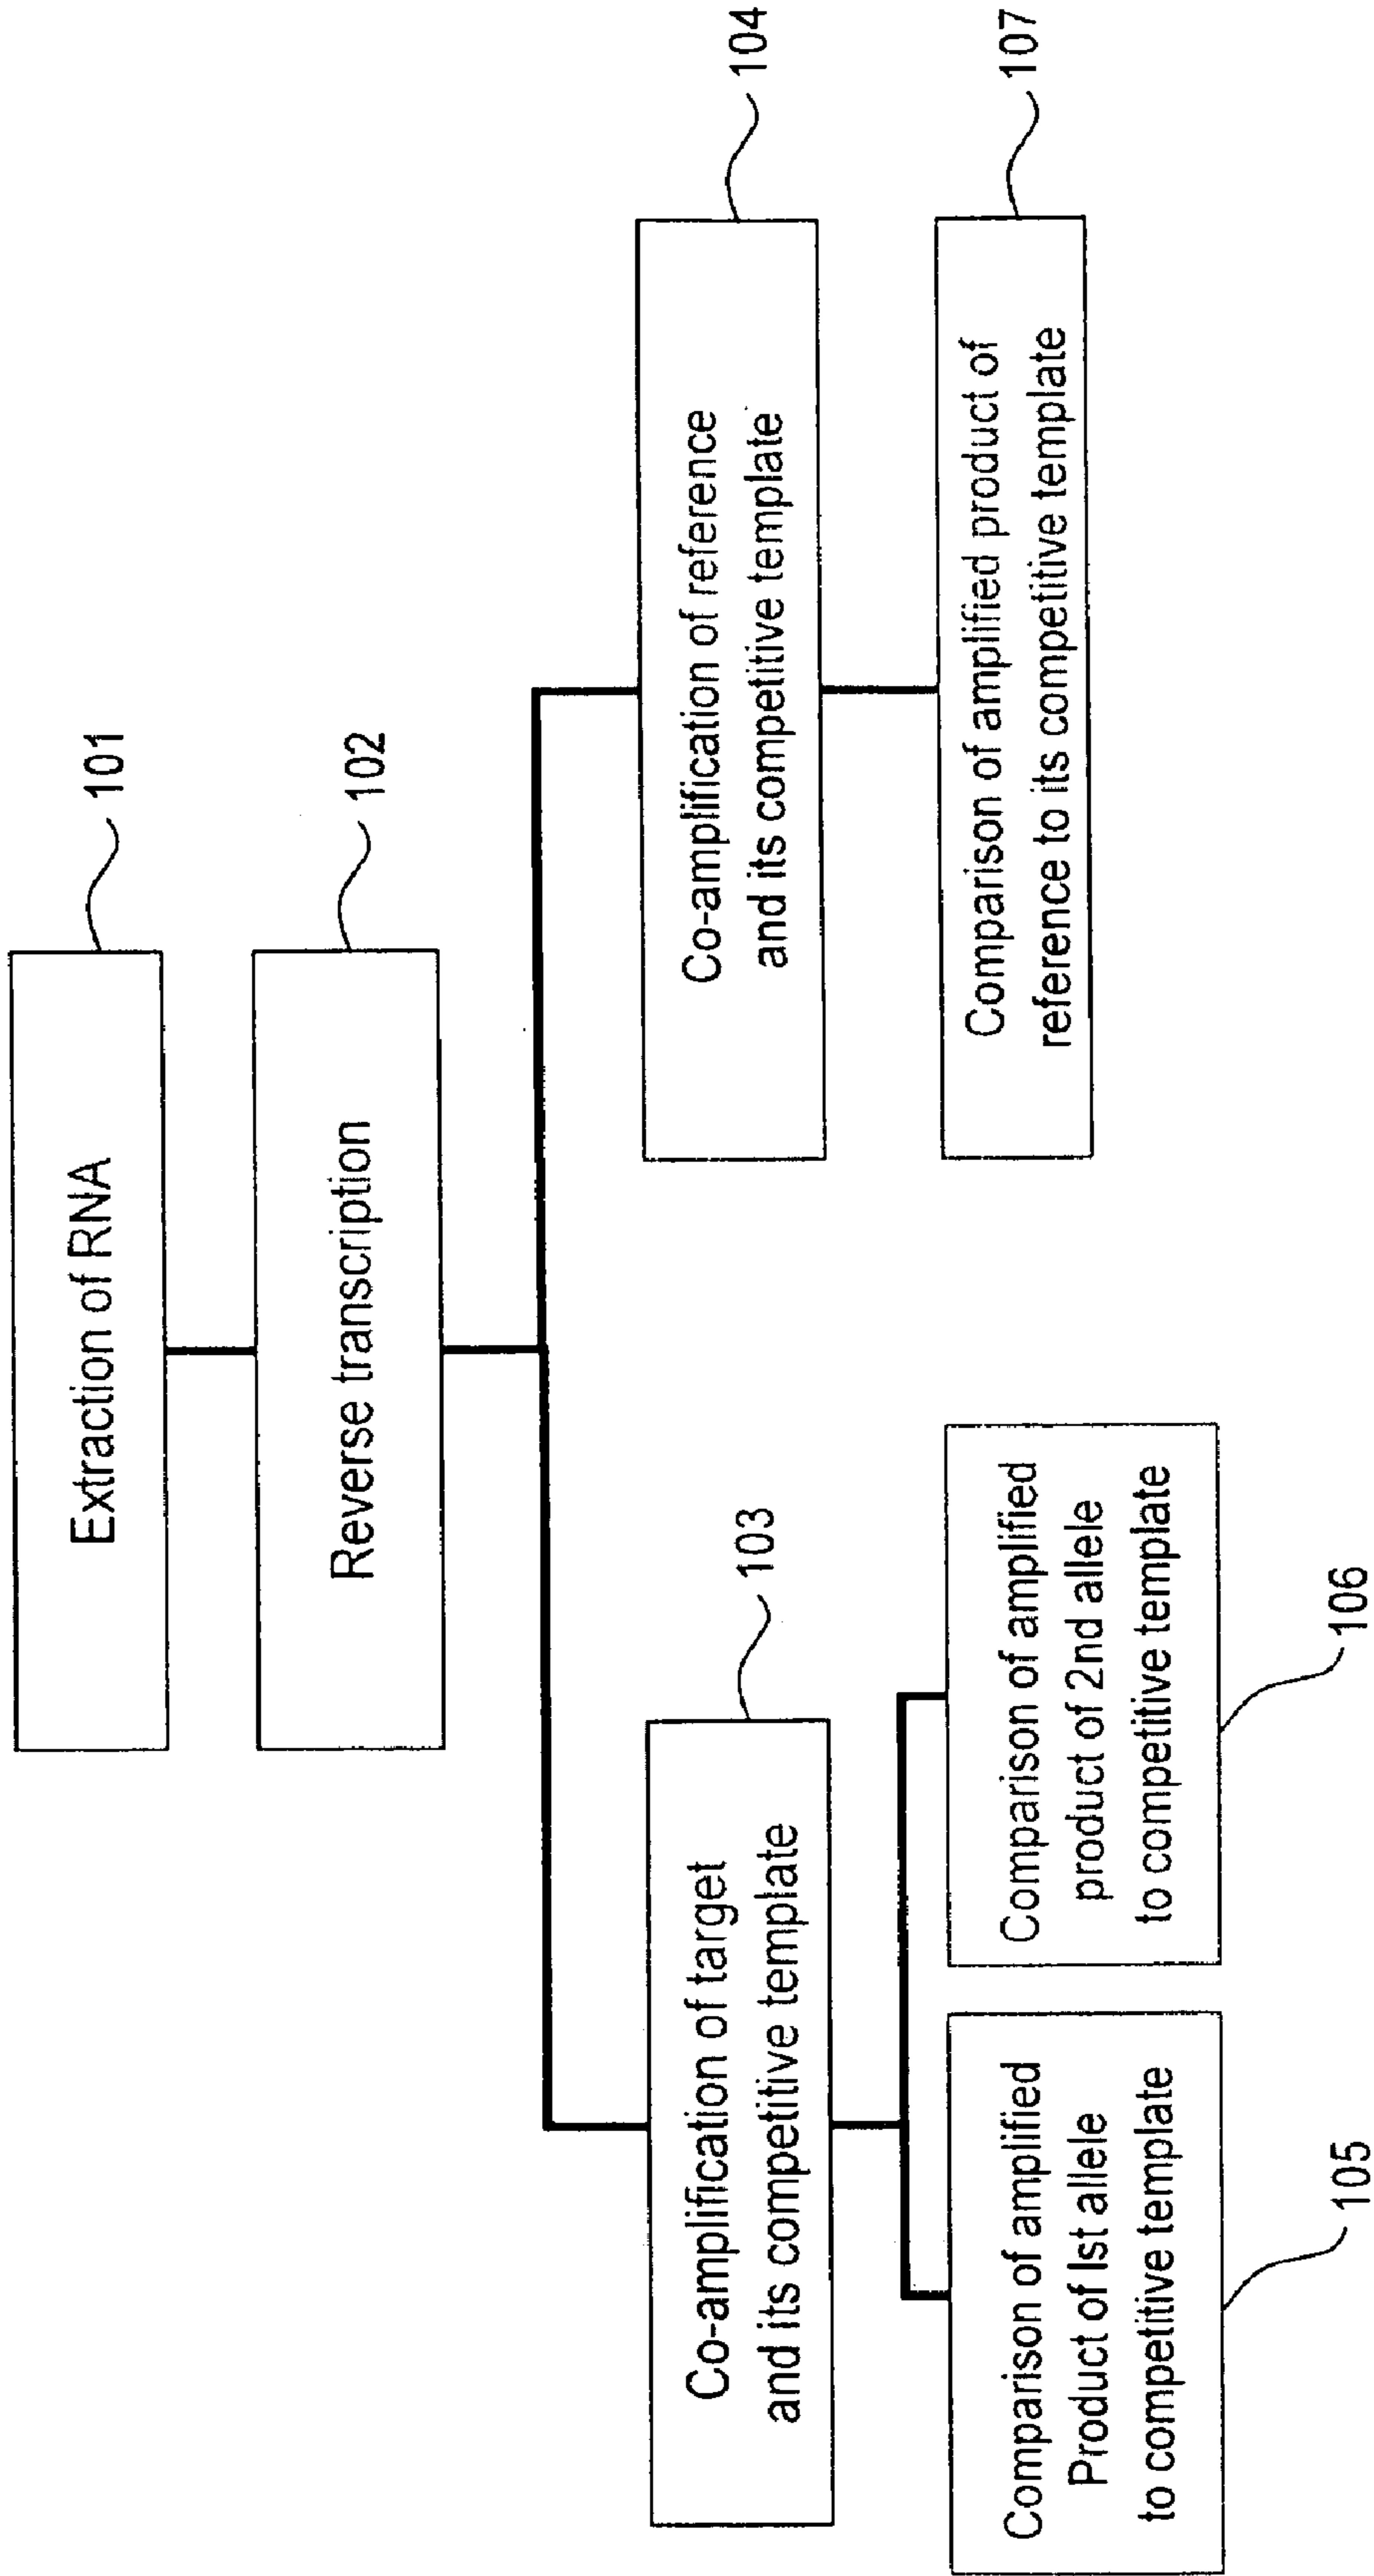 Extraction of RNA
101
Reverse transcription
102
Co-amplification of target
and its competitive template
103
Co-amplification of reference
and its competitive template
104
Comparison of amplified
Product of Ist allele
to competitive template
105
Comparison of amplified
product of 2nd allele
to competitive template
106
Comparison of amplified product of
reference to its competitive template
107